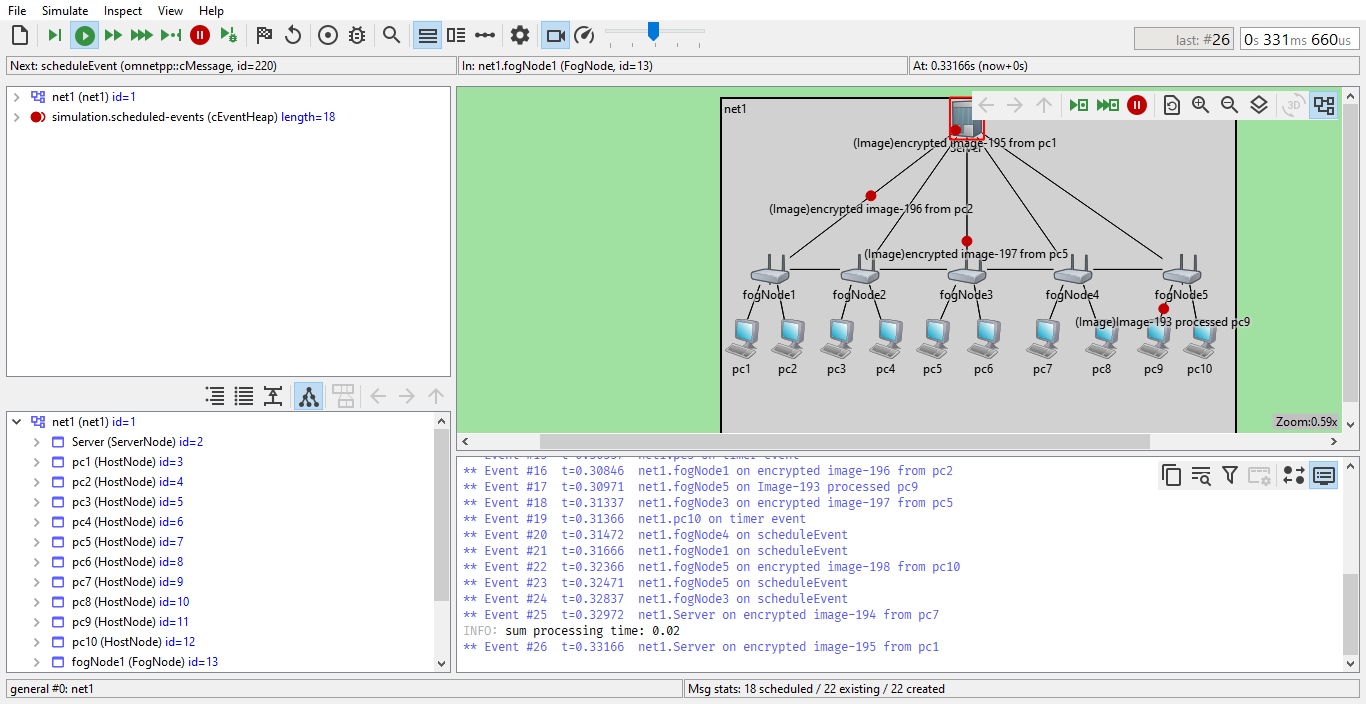 File Simulate Inspect View Help
last: #26 0s 331ms 660us
Next: scheduleEvent (omnetpp::cMessage, id=220) In: net1.fogNode1 (FogNode, id=13) At: 0.33166s (now+0s)
net1 (net1) id=1
simulation.scheduled-events (cEventHeap) length=18
net1
3D
(Image)encrypted image-195 from pc1
(Image)encrypted image-196 from pc2
(Image)encrypted image-197 from pc5
fogNode1 fogNode2 fogNode3 fogNode4 fogNode5
(Image)Image-193 processed pc9
pc1 pc2 pc3 pc4 pc5 pc6 pc7 pc8 pc9 pc10
Zoom:0.59x
net1 (net1) id=1
Server (ServerNode) id=2
pc1 (HostNode) id=3
pc2 (HostNode) id=4
pc3 (HostNode) id=5
pc4 (HostNode) id=6
pc5 (HostNode) id=7
pc6 (HostNode) id=8
pc7 (HostNode) id=9
pc8 (HostNode) id=10
pc9 (HostNode) id=11
pc10 (HostNode) id=12
fogNode1 (FogNode) id=13
** Event #16 t=0.30846 net1.fogNode1 on encrypted image-196 from pc2
** Event #17 t=0.30971 net1.fogNode5 on Image-193 processed pc9
** Event #18 t=0.31337 net1.fogNode3 on encrypted image-197 from pc5
** Event #19 t=0.31366 net1.pc10 on timer event
** Event #20 t=0.31472 net1.fogNode4 on scheduleEvent
** Event #21 t=0.31666 net1.fogNode1 on scheduleEvent
** Event #22 t=0.32366 net1.fogNode5 on encrypted image-198 from pc10
** Event #23 t=0.32471 net1.fogNode5 on scheduleEvent
** Event #24 t=0.32837 net1.fogNode3 on scheduleEvent
** Event #25 t=0.32972 net1.Server on encrypted image-194 from pc7
INFO: sum processing time: 0.02
** Event #26 t=0.33166 net1.Server on encrypted image-195 from pc1
general #0: net1 Msg stats: 18 scheduled / 22 existing / 22 created